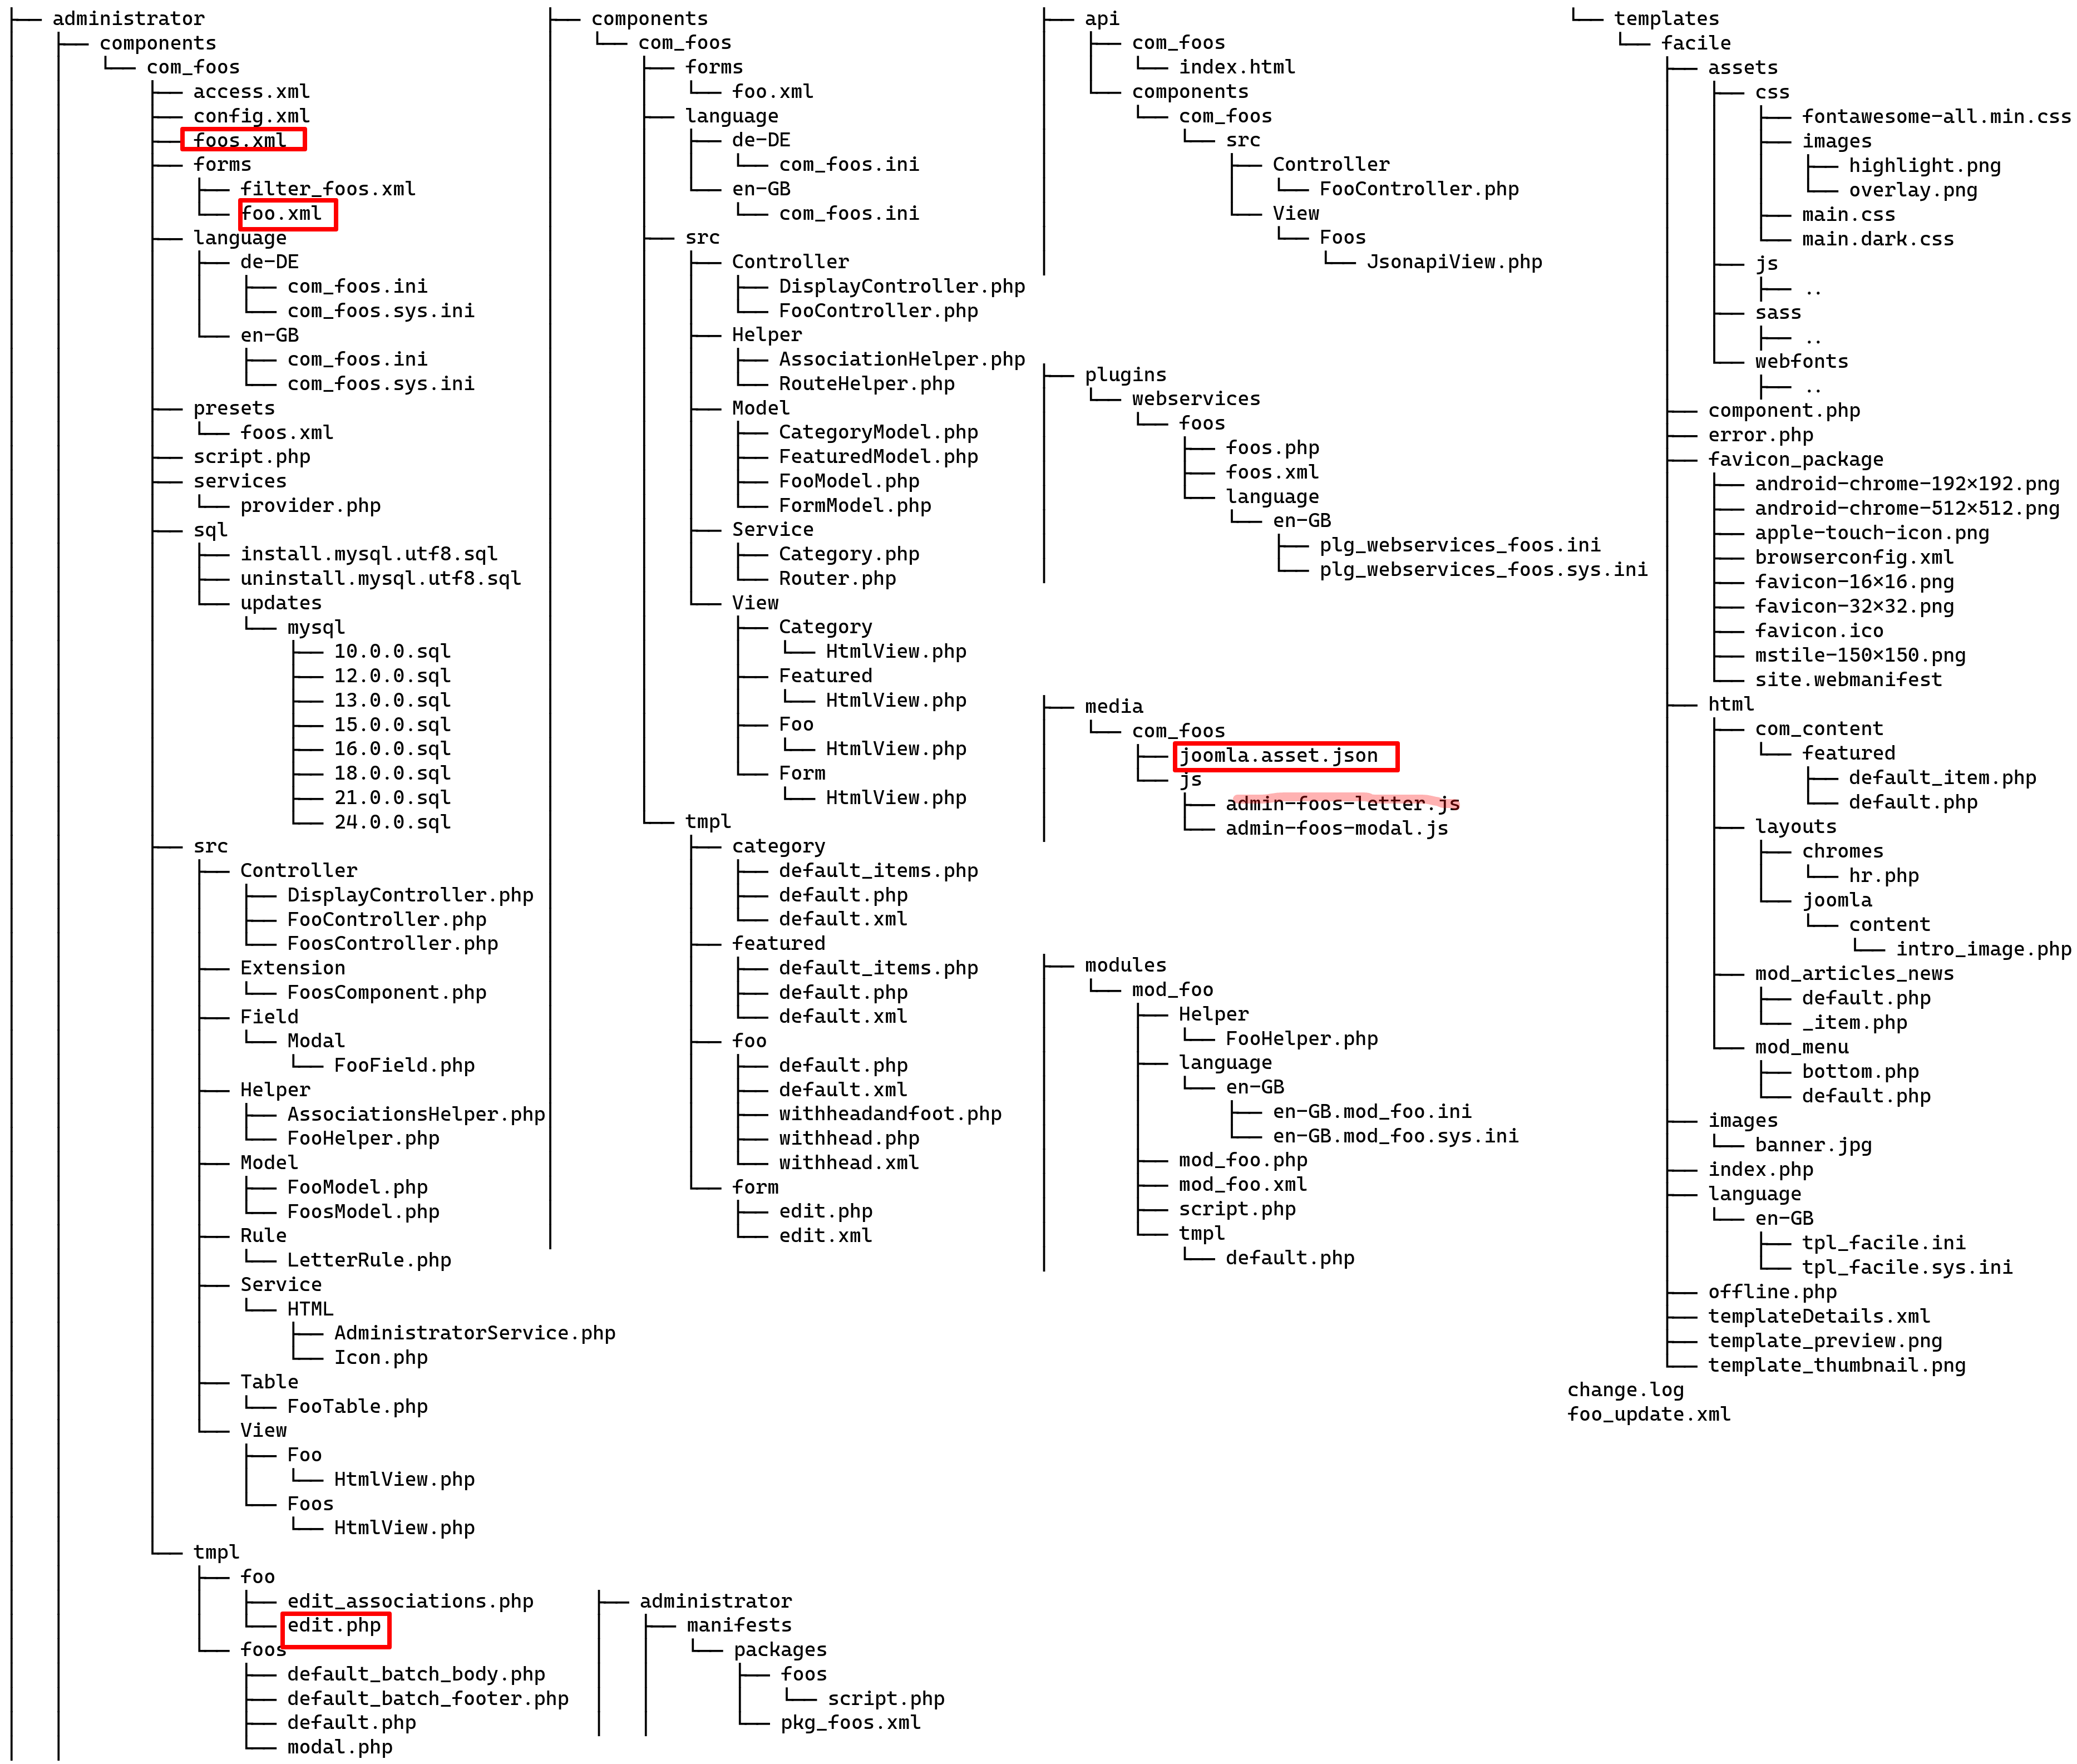 administrator
components
com_foos
access.xml
config.xml
foos.xml
forms
filter_foos.xml
foo.xml
language
de-DE
com_foos.ini
com_foos.sys.ini
en-GB
com_foos.ini
com_foos.sys.ini
presets
foos.xml
script.php
services
provider.php
sql
install.mysql.utf8.sql
uninstall.mysql.utf8.sql
updates
mysql
10.0.0.sql
12.0.0.sql
13.0.0.sql
15.0.0.sql
16.0.0.sql
18.0.0.sql
21.0.0.sql
24.0.0.sql
src
Controller
DisplayController.php
FooController.php
FoosController.php
Extension
FoosComponent.php
Field
Modal
FooField.php
Helper
AssociationsHelper.php
FooHelper.php
Model
FooModel.php
FoosModel.php
Rule
LetterRule.php
Service
HTML
AdministratorService.php
Icon.php
Table
FooTable.php
View
Foo
HtmlView.php
Foos
HtmlView.php
tmpl
foo
edit_associations.php
edit.php
foos
default_batch_body.php
default_batch_footer.php
default.php
modal.php
components
com_foos
forms
foo.xml
language
de-DE
com_foos.ini
en-GB
com_foos.ini
src
Controller
DisplayController.php
FooController.php
Helper
AssociationHelper.php
RouteHelper.php
Model
CategoryModel.php
FeaturedModel.php
FooModel.php
FormModel.php
Service
Category.php
Router.php
View
Category
HtmlView.php
Featured
HtmlView.php
Foo
HtmlView.php
Form
HtmlView.php
tmpl
category
default_items.php
default.php
default.xml
featured
default_items.php
default.php
default.xml
foo
default.php
default.xml
withheadandfoot.php
withhead.php
withhead.xml
form
edit.php
edit.xml
administrator
manifests
packages
foos
script.php
pkg_foos.xml
api
com_foos
index.html
components
com_foos
src
Controller
FooController.php
View
Foos
JsonapiView.php
plugins
webservices
foos
foos.php
foos.xml
language
en-GB
plg_webservices_foos.ini
plg_webservices_foos.sys.ini
media
com_foos
joomla.asset.json
js
admin-foos-letter.js
admin-foos-modal.js
modules
mod_foo
Helper
FooHelper.php
language
en-GB
en-GB.mod_foo.ini
en-GB.mod_foo.sys.ini
mod_foo.php
mod_foo.xml
script.php
tmpl
default.php
templates
facile
assets
css
fontawesome-all.min.css
images
highlight.png
overlay.png
main.css
main.dark.css
js
..
sass
..
webfonts
..
component.php
error.php
favicon_package
android-chrome-192×192.png
android-chrome-512×512.png
apple-touch-icon.png
browserconfig.xml
favicon-16×16.png
favicon-32×32.png
favicon.ico
mstile-150×150.png
site.webmanifest
html
com_content
featured
default_item.php
default.php
layouts
chromes
hr.php
joomla
content
intro_image.php
mod_articles_news
default.php
_item.php
mod_menu
bottom.php
default.php
images
banner.jpg
index.php
language
en-GB
tpl_facile.ini
tpl_facile.sys.ini
offline.php
templateDetails.xml
template_preview.png
template_thumbnail.png
change.log
foo_update.xml